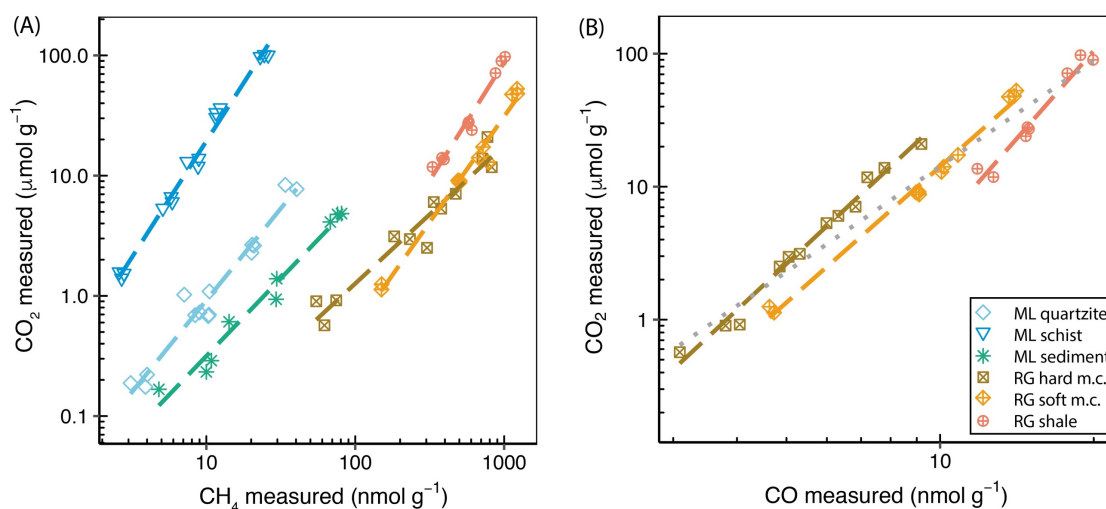 (A)
CO₂ measured (μmol g⁻¹)
100.0
10.0
1.0
0.1
10
100
1000
CH₄ measured (nmol g⁻¹)
(B)
CO₂ measured (μmol g⁻¹)
100
10
1
10
CO measured (nmol g⁻¹)
ML quartzite
ML schist
ML sediment
RG hard m.c.
RG soft m.c.
RG shale